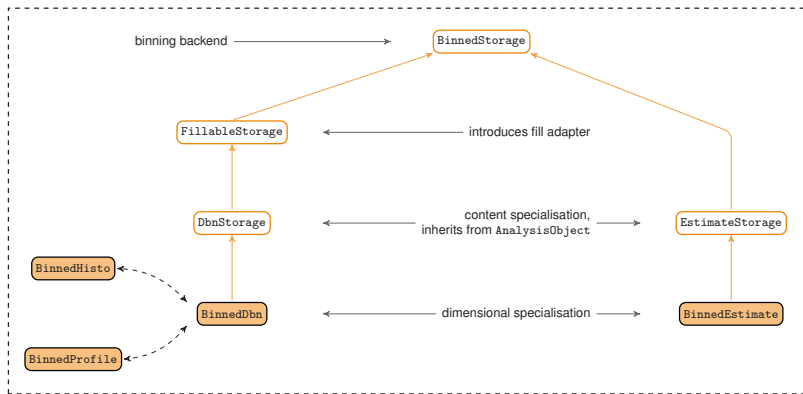 binning backend
BinnedStorage
FillableStorage
introduces fill adapter
DbnStorage
content specialisation,
inherits from AnalysisObject
EstimateStorage
BinnedHisto
BinnedDbn
dimensional specialisation
BinnedEstimate
BinnedProfile